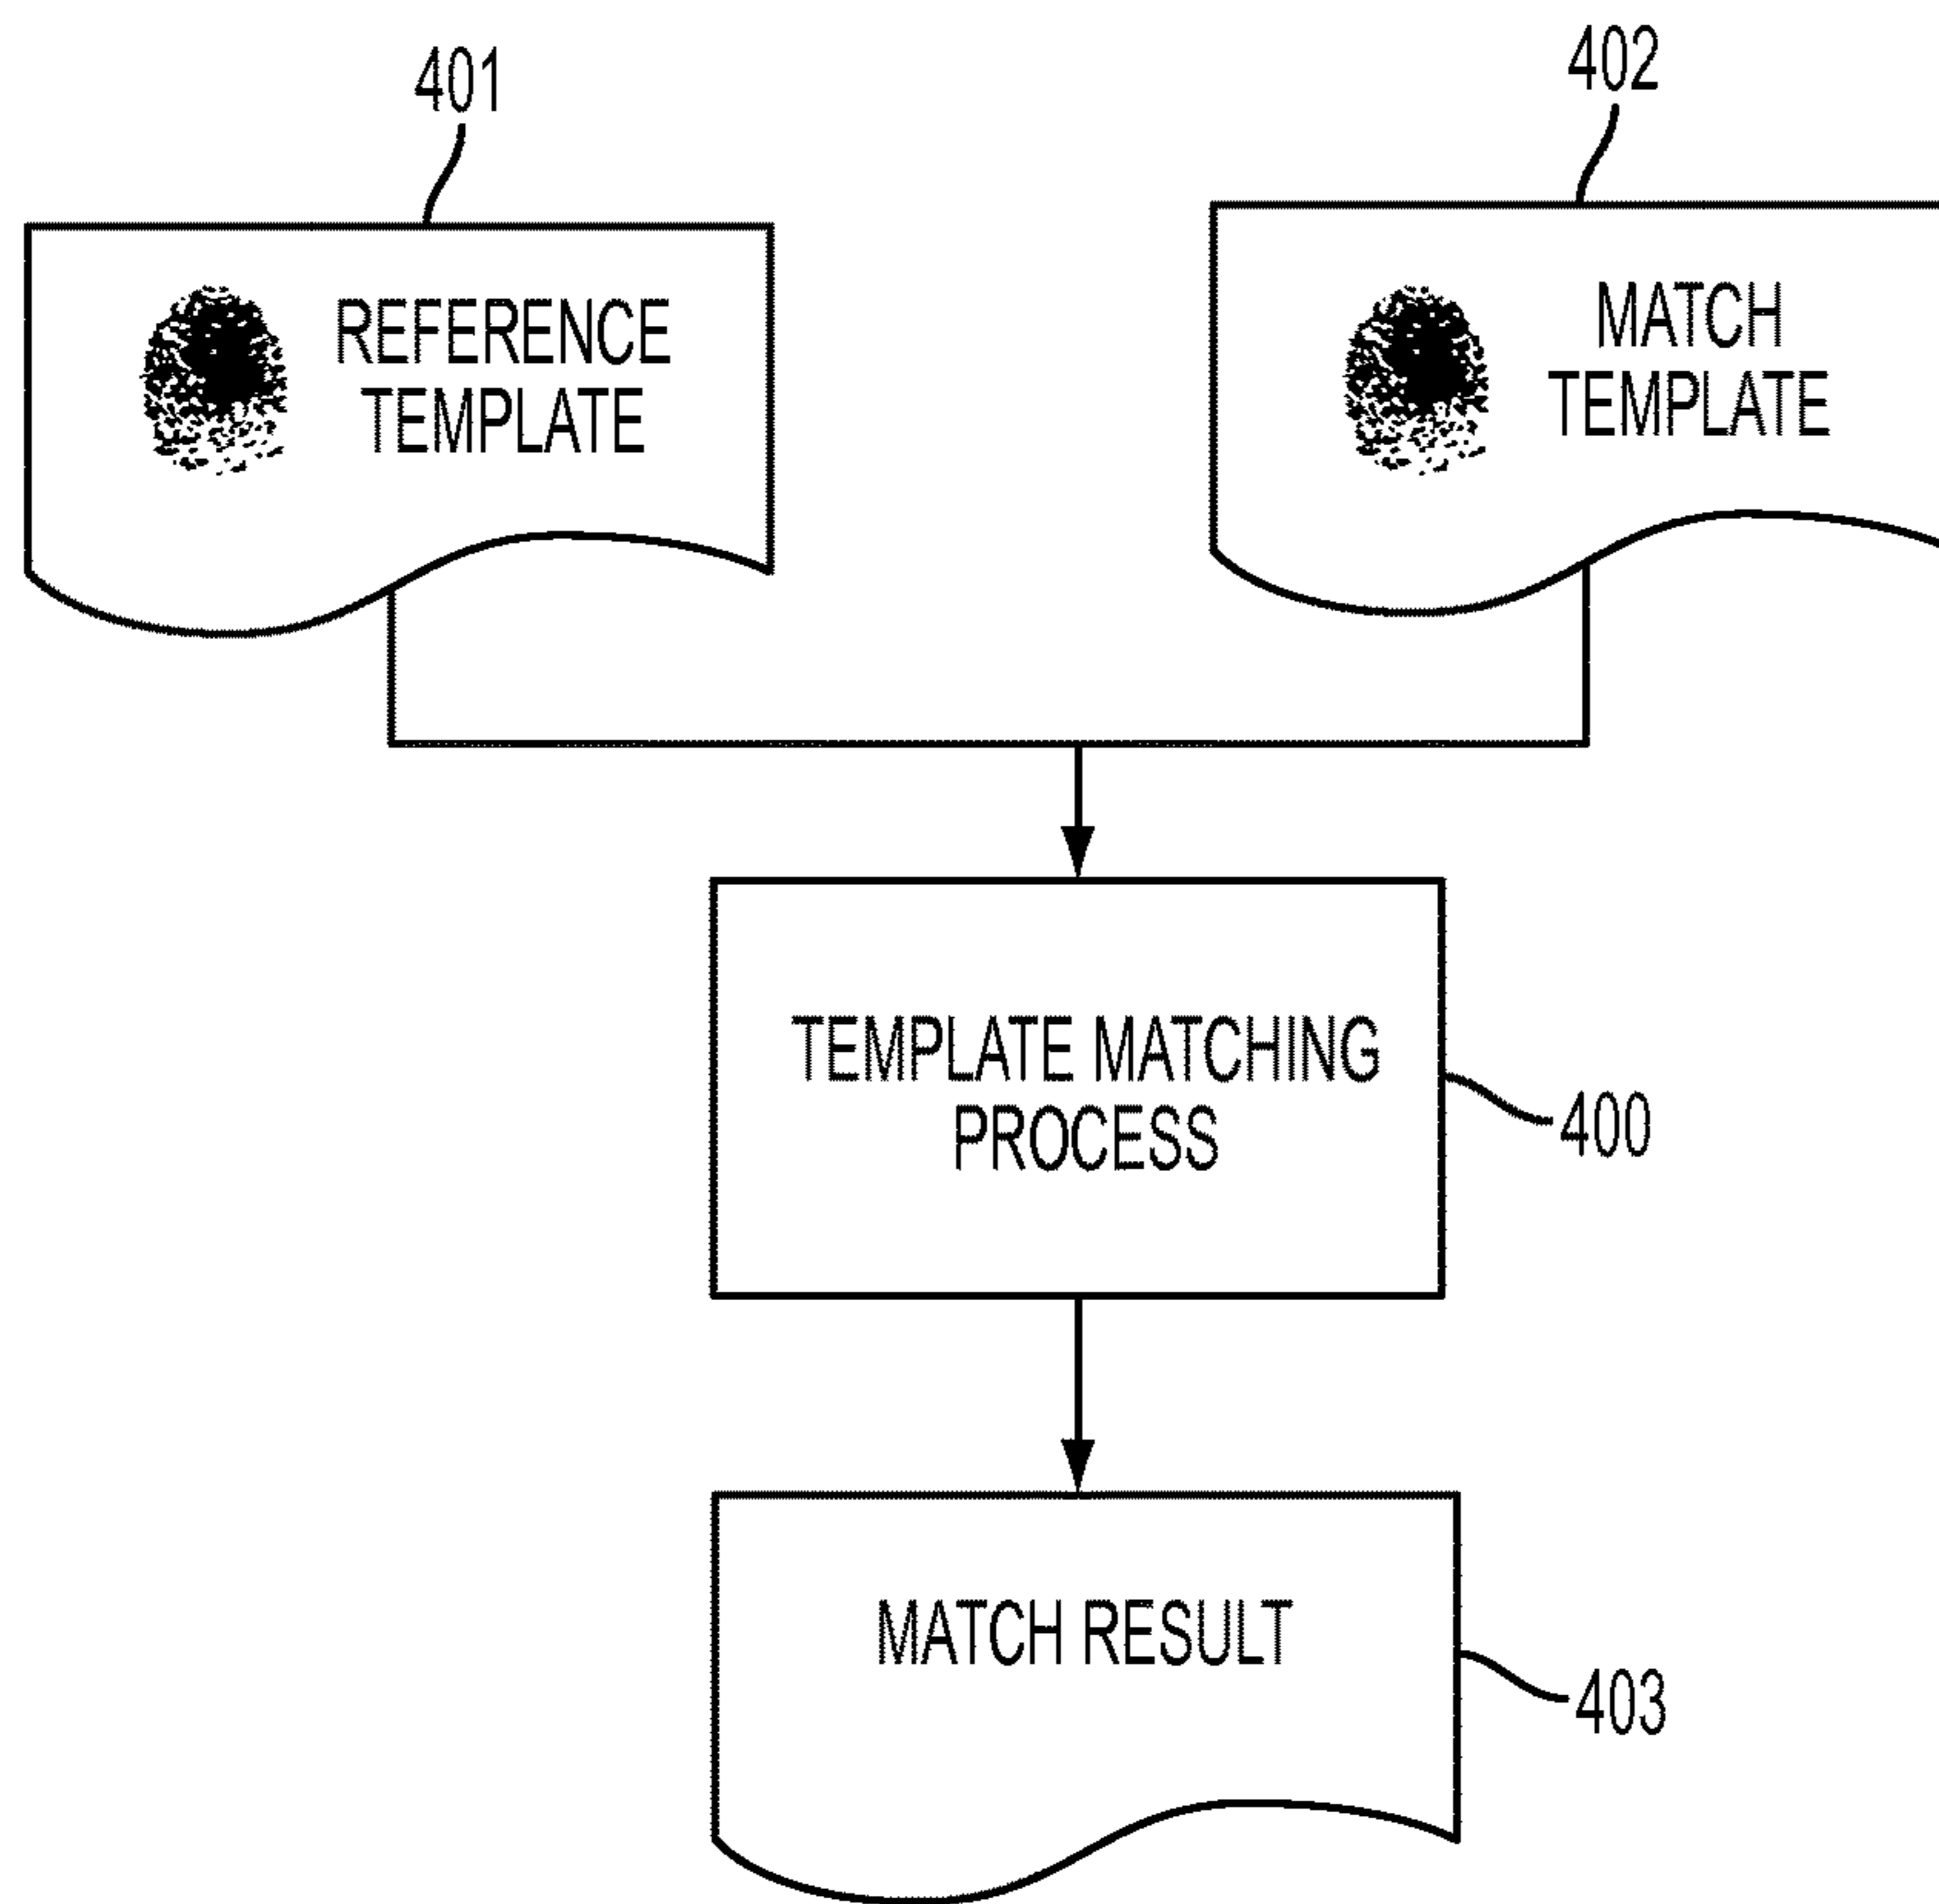 401
402
REFERENCE
TEMPLATE
MATCH
TEMPLATE
TEMPLATE MATCHING
PROCESS
400
MATCH RESULT
403